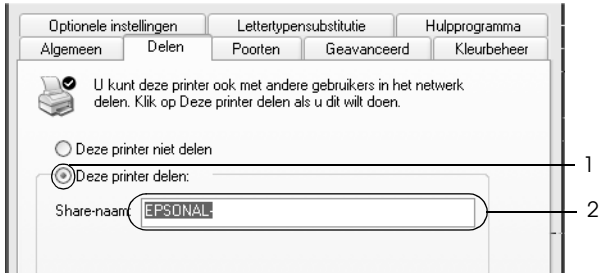 Optionele instellingen Lettertypensubstitutie Hulpprogramma
Algemeen Delen Poorten Geavanceerd Kleurbeheer
U kunt deze printer ook met andere gebruikers in het netwerk
delen. Klik op Deze printer delen als u dit wilt doen.
Deze printer niet delen
1
Deze printer delen:
Share-naam: EPSONAL-
2